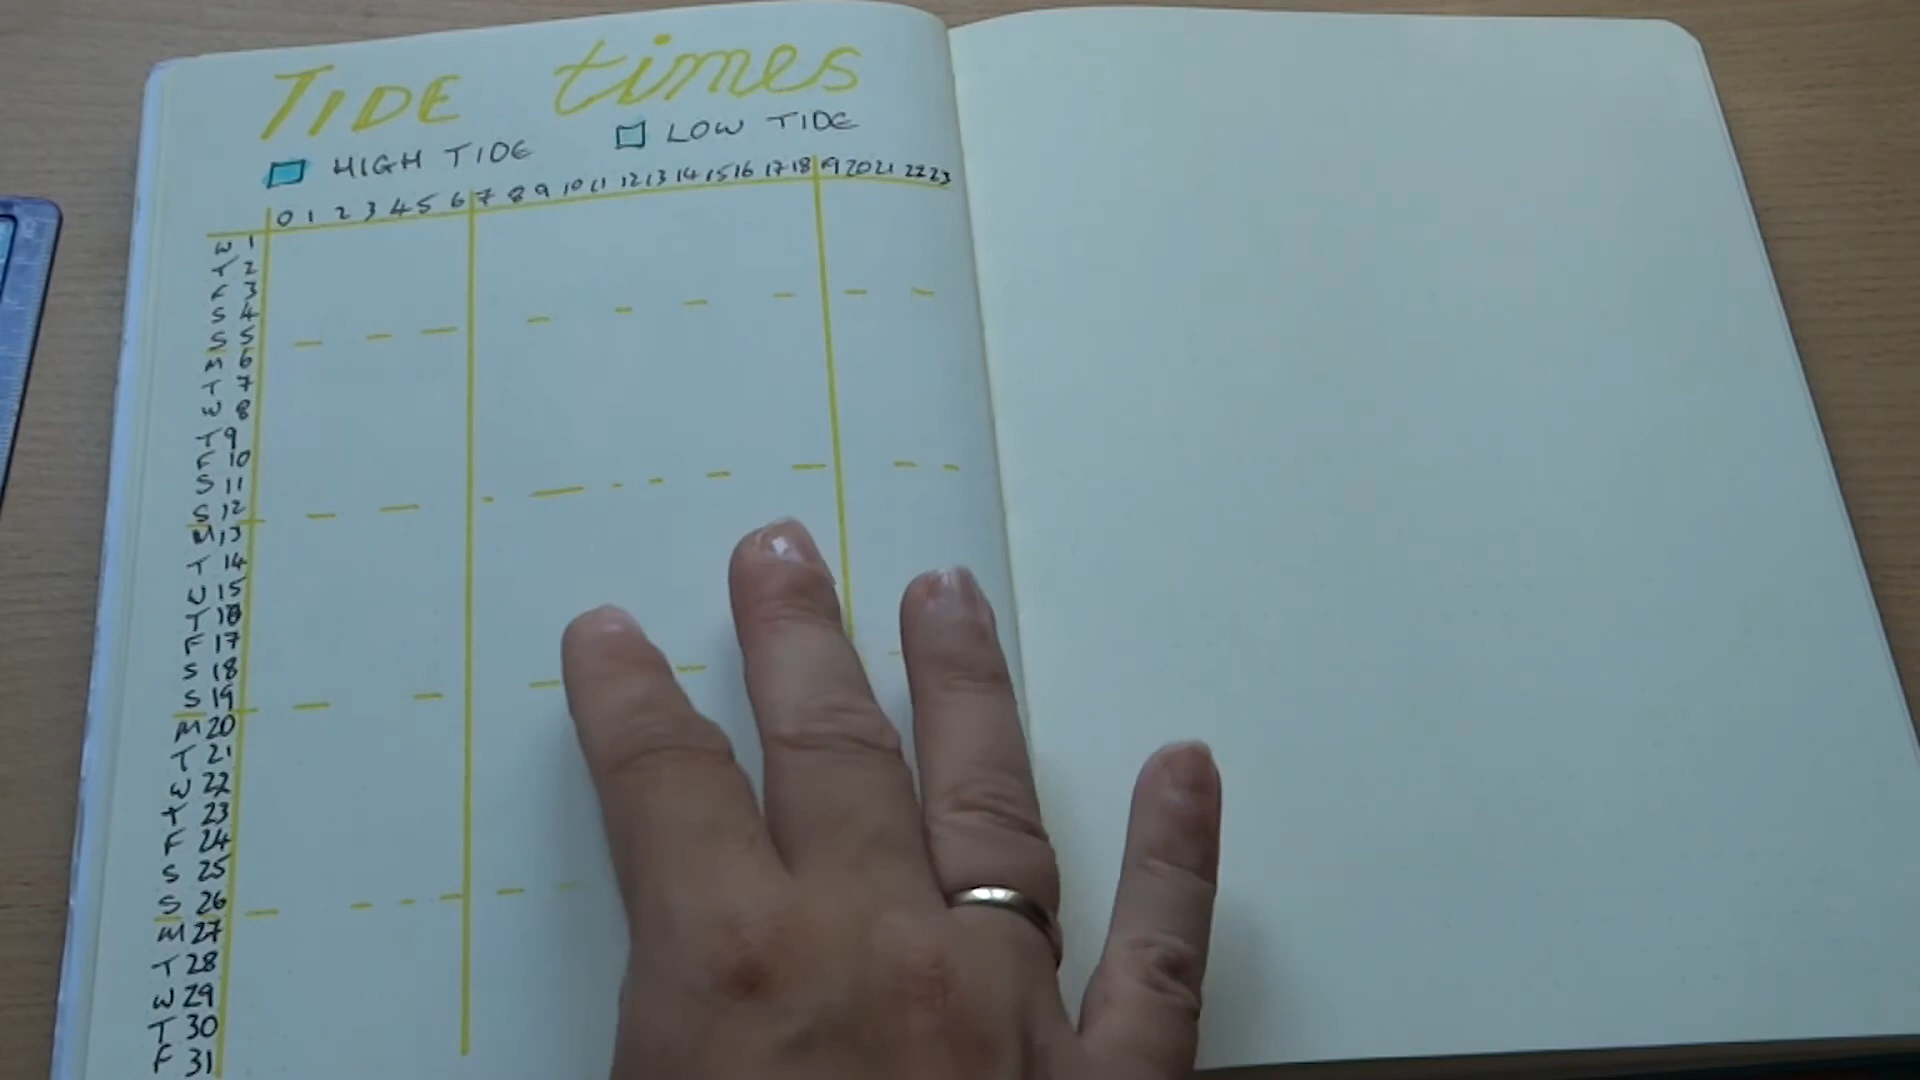 TIDE times
HIGH TIDE LOW TIDE
0 1 2 3 4 5 6 7 8 9 10 11 12 13 14 15 16 17 18 19 20 21 22 23
W 1
T 2
F 3
S 4
S 5
M 6
T 7
W 8
T 9
F 10
S 11
S 12
M 13
T 14
W 15
T 16
F 17
S 18
S 19
M 20
T 21
W 22
T 23
F 24
S 25
S 26
M 27
T 28
W 29
T 30
F 31